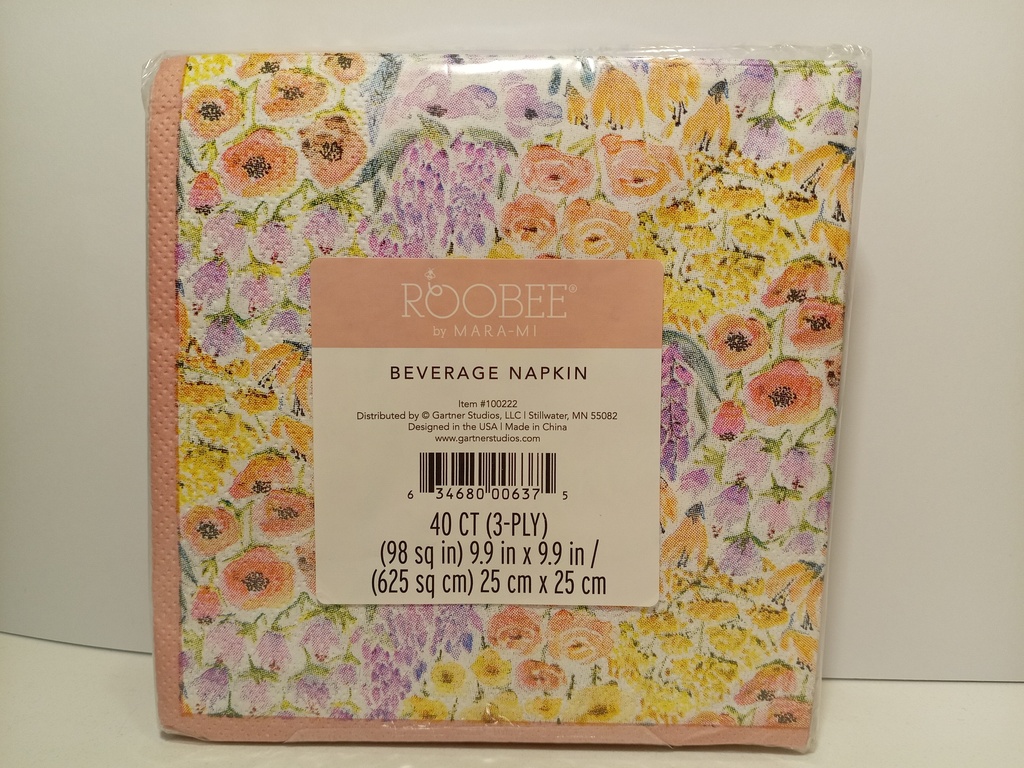 ROOBEE®
by MARA-MI
BEVERAGE NAPKIN
Item #100222
Distributed by © Gartner Studios, LLC | Stillwater, MN 55082
Designed in the USA | Made in China
www.gartnerstudios.com
6 34680 00637 5
40 CT (3-PLY)
(98 sq in) 9.9 in x 9.9 in /
(625 sq cm) 25 cm x 25 cm